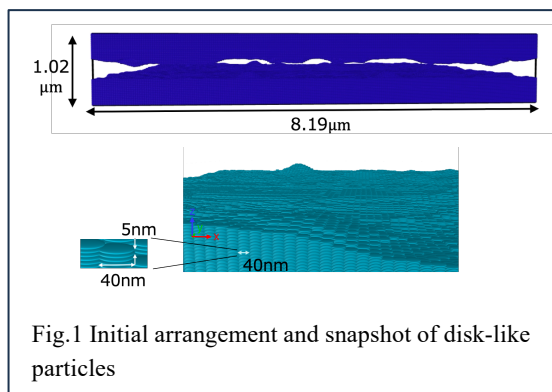 1.02
μm
8.19μm
5nm
40nm
40nm
Fig.1 Initial arrangement and snapshot of disk-like
particles